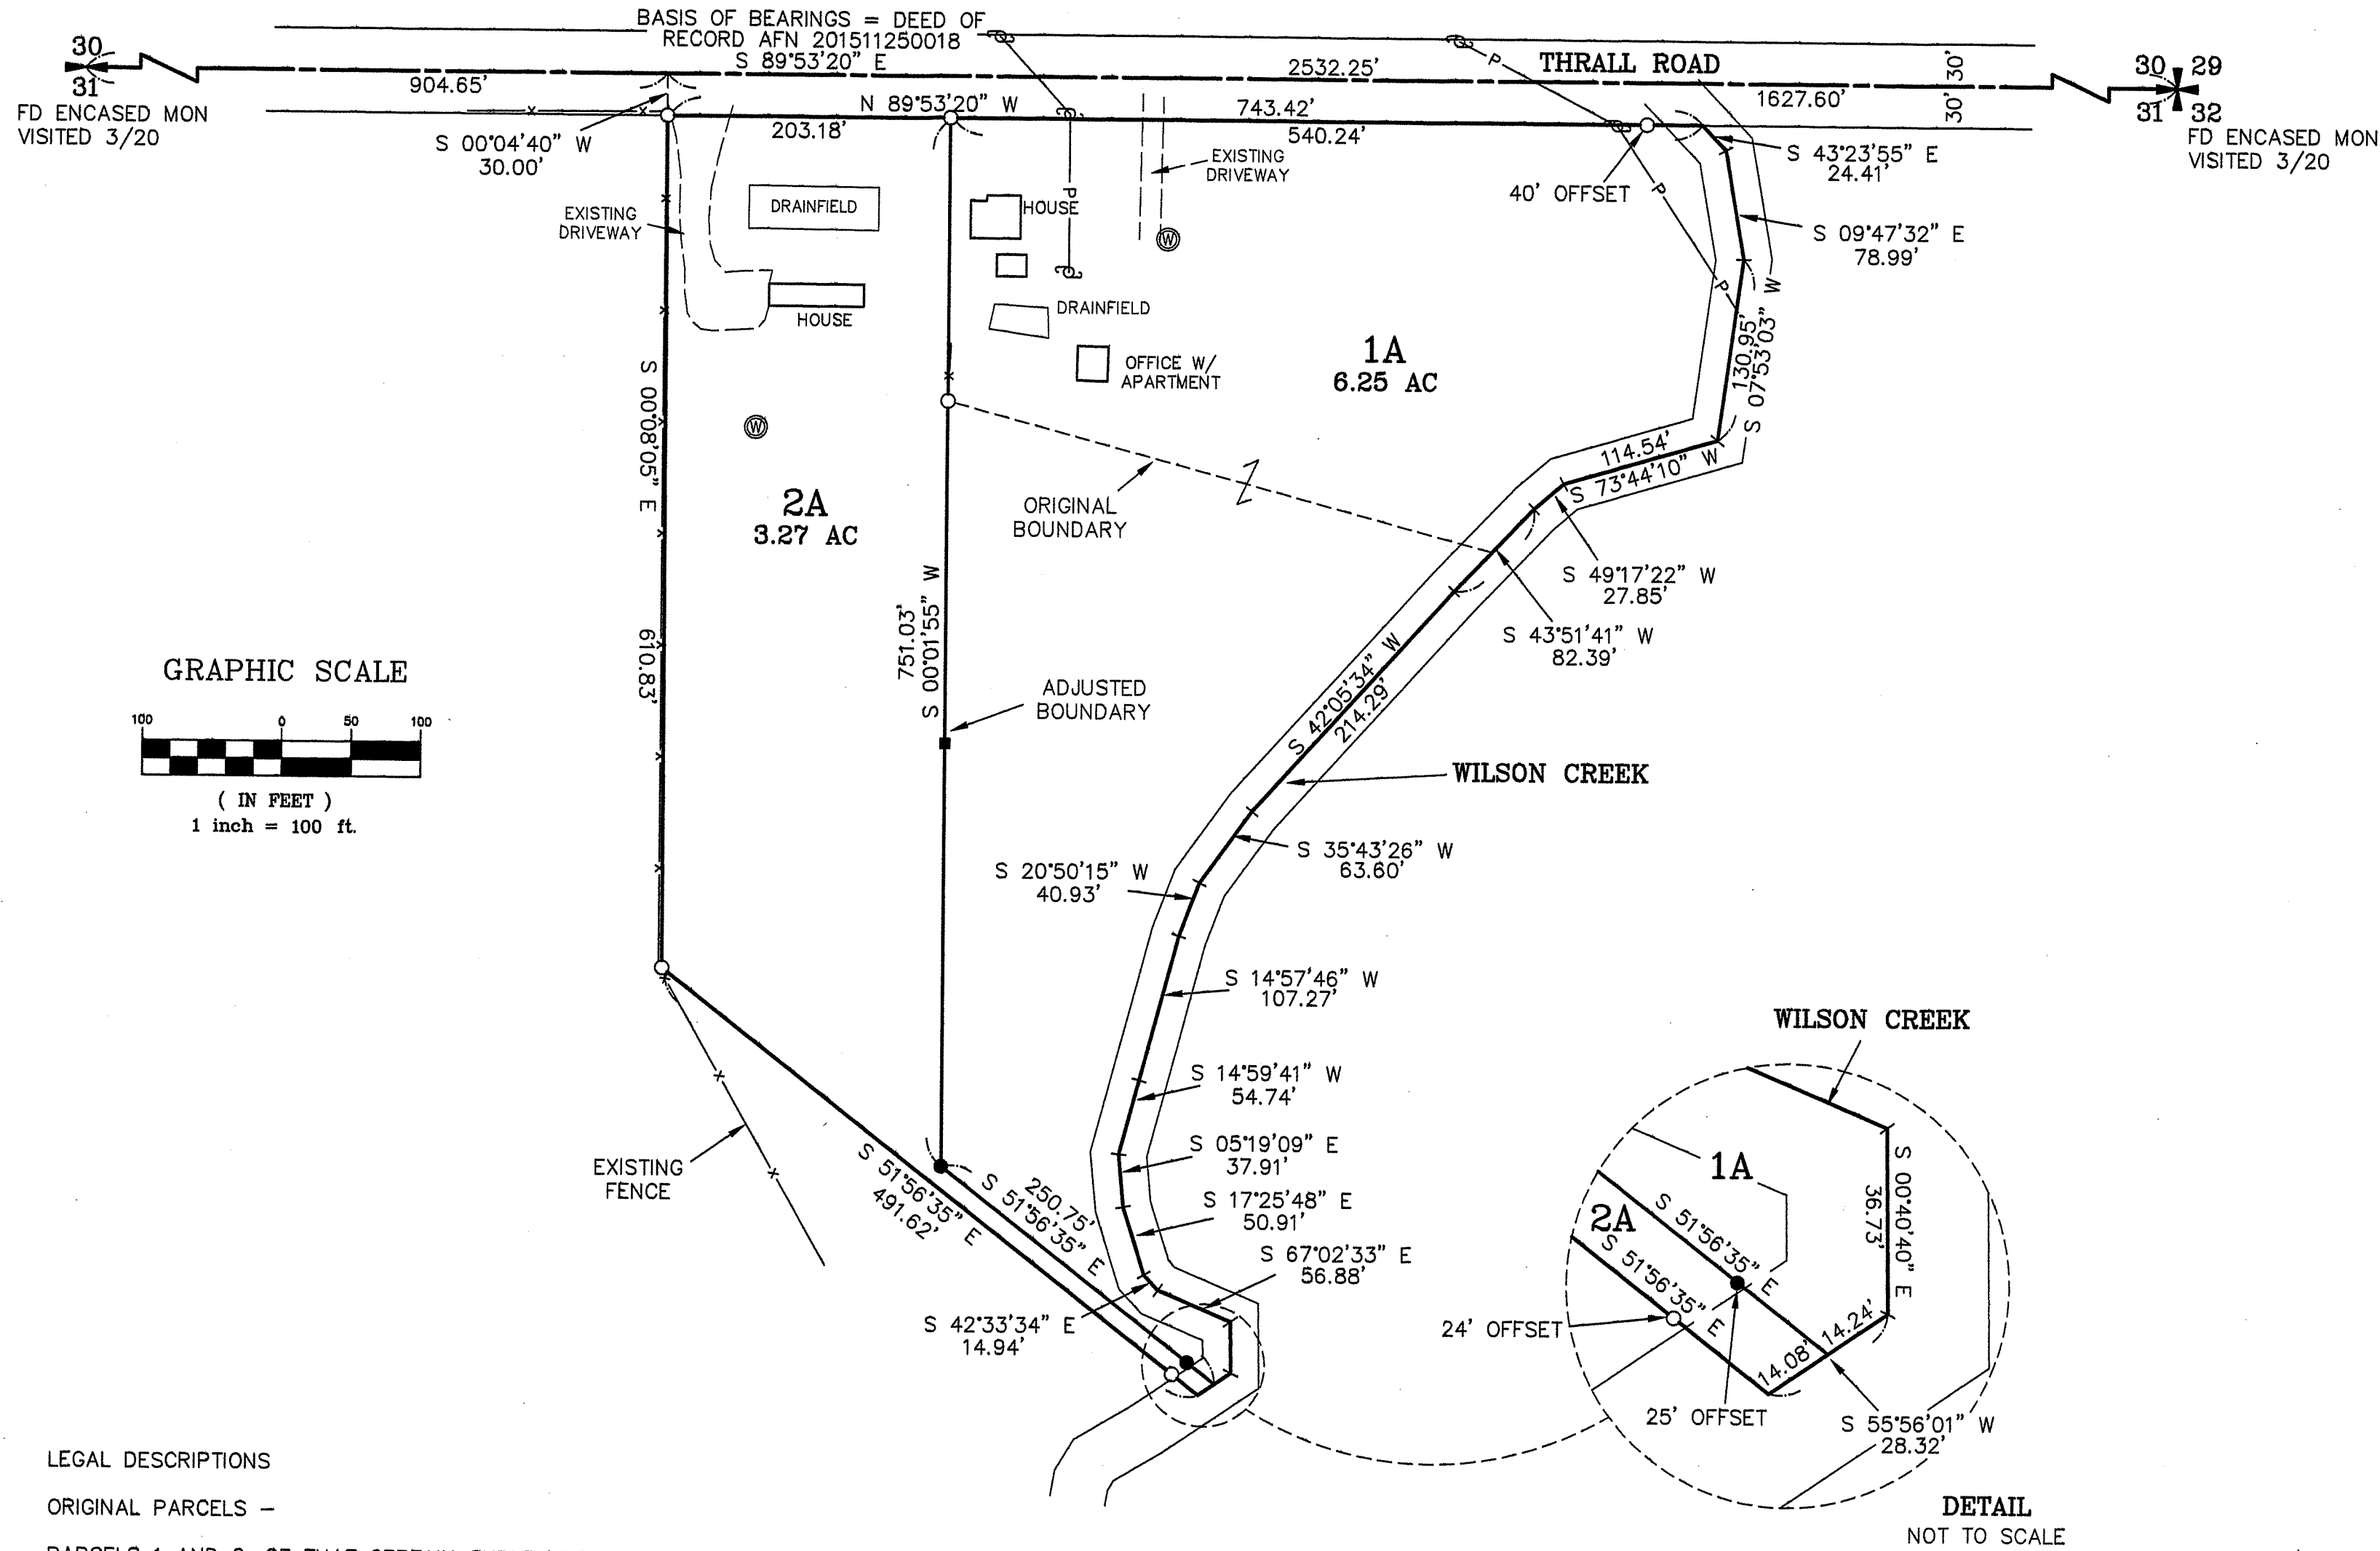 BASIS OF BEARINGS = DEED OF
RECORD AFN 201511250018
S 89°53'20" E
30
31
FD ENCASED MON
VISITED 3/20
904.65'
2532.25'
THRALL ROAD
1627.60'
30'
30'
30 29
31 32
FD ENCASED MON
VISITED 3/20
S 00°04'40" W
30.00'
N 89°53'20" W
203.18'
743.42'
540.24'
EXISTING
DRIVEWAY
40' OFFSET
S 43°23'55" E
24.41'
S 09°47'32" E
78.99'
EXISTING
DRIVEWAY
DRAINFIELD
HOUSE
HOUSE
P
P
P
P
W
DRAINFIELD
OFFICE W/
APARTMENT
1A
6.25 AC
130.95'
S 07°53'03" W
S 00°08'05" E
610.83'
W
2A
3.27 AC
ORIGINAL
BOUNDARY
114.54'
S 73°44'10" W
S 49°17'22" W
27.85'
S 43°51'41" W
82.39'
751.03'
S 00°01'55" W
ADJUSTED
BOUNDARY
S 42°05'34" W
214.29'
WILSON CREEK
GRAPHIC SCALE
100 0 50 100
( IN FEET )
1 inch = 100 ft.
S 35°43'26" W
63.60'
S 20°50'15" W
40.93'
S 14°57'46" W
107.27'
S 14°59'41" W
54.74'
S 05°19'09" E
37.91'
S 17°25'48" E
50.91'
S 67°02'33" E
56.88'
S 42°33'34" E
14.94'
EXISTING
FENCE
S 51°56'35" E
491.62'
250.75'
S 51°56'35" E
WILSON CREEK
1A
2A
S 51°56'35" E
S 51°56'35" E
S 00°40'40" E
36.73'
24' OFFSET
14.08'
14.24'
25' OFFSET
S 55°56'01" W
28.32'
DETAIL
NOT TO SCALE
LEGAL DESCRIPTIONS
ORIGINAL PARCELS –